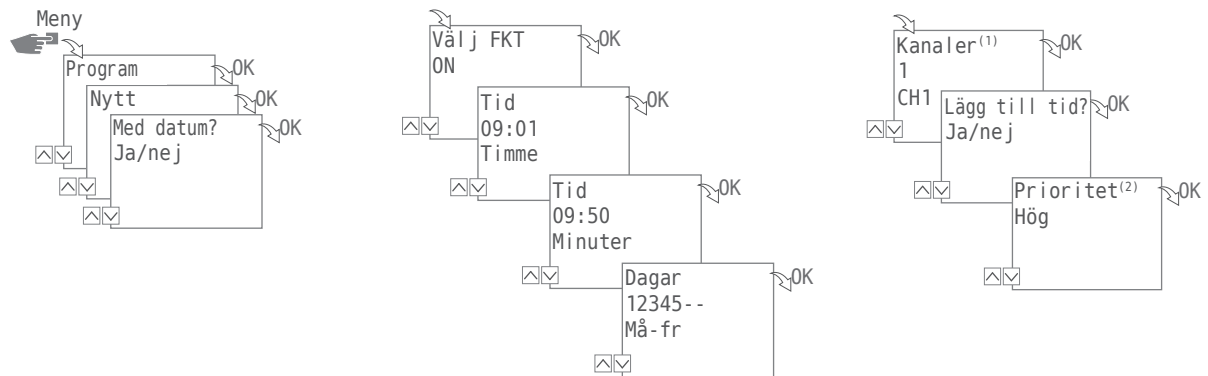 Meny
Program
OK
Nytt
OK
Med datum?
Ja/nej
OK
Välj FKT
ON
OK
Tid
09:01
Timme
OK
Tid
09:50
Minuter
OK
Dagar
12345--
Må-fr
OK
Kanaler(1)
1
CH1
OK
Lägg till tid?
Ja/nej
OK
Prioritet(2)
Hög
OK